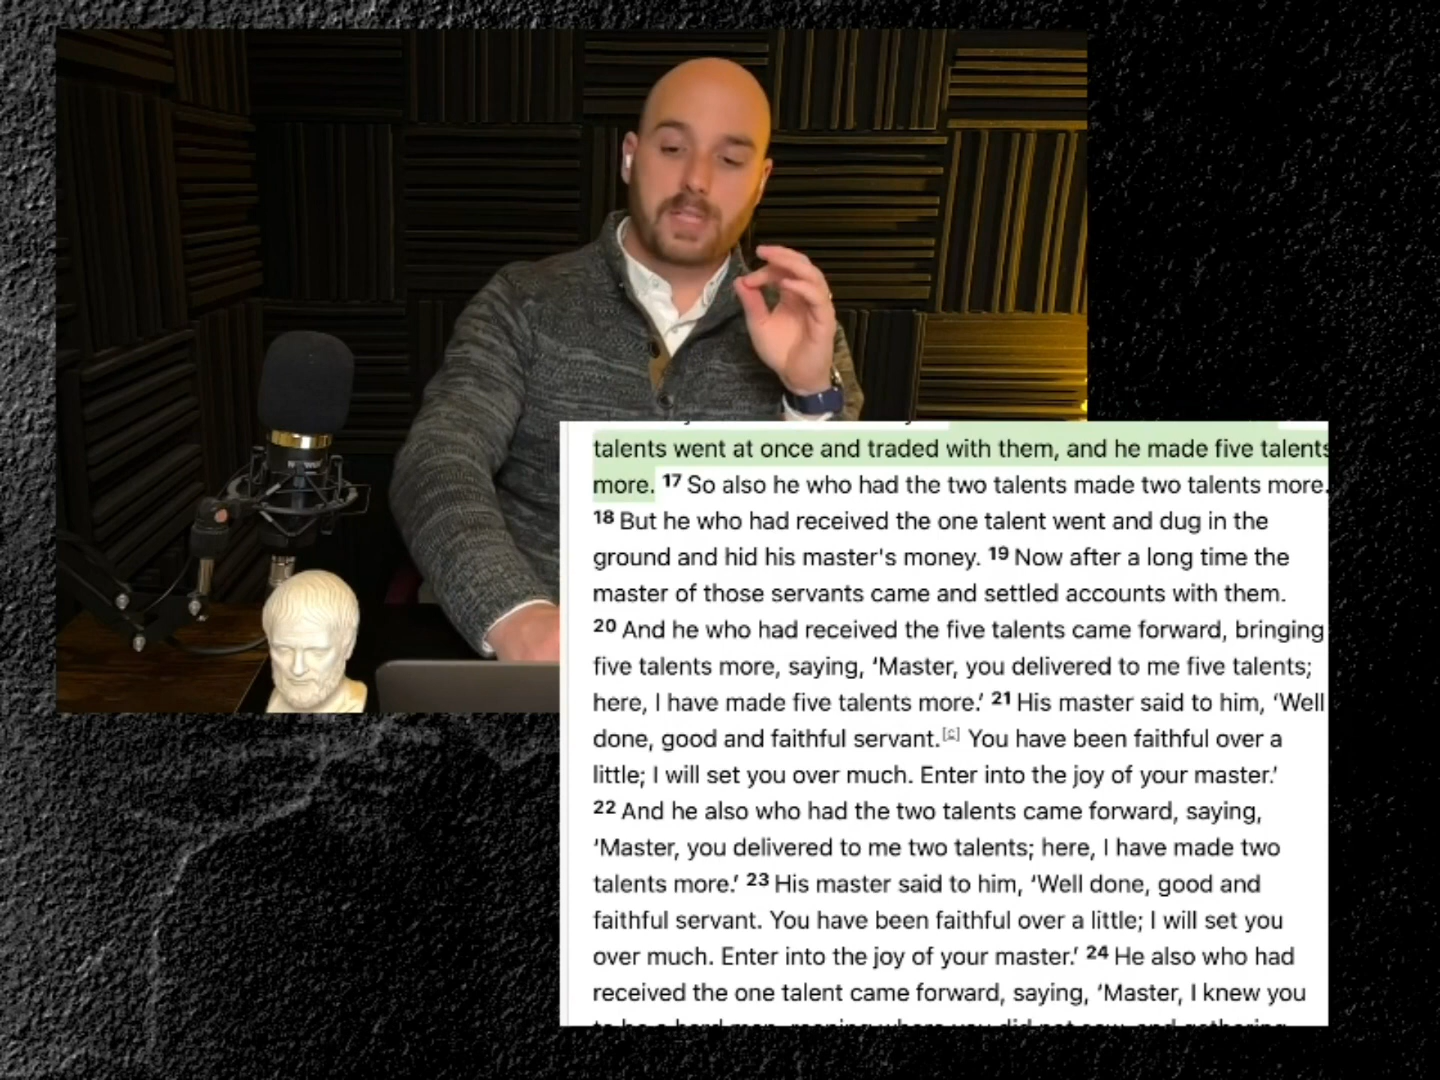 talents went at once and traded with them, and he made five talents
more. 17 So also he who had the two talents made two talents more.
18 But he who had received the one talent went and dug in the
ground and hid his master's money. 19 Now after a long time the
master of those servants came and settled accounts with them.
20 And he who had received the five talents came forward, bringing
five talents more, saying, ‘Master, you delivered to me five talents;
here, I have made five talents more.’ 21 His master said to him, ‘Well
done, good and faithful servant.[c] You have been faithful over a
little; I will set you over much. Enter into the joy of your master.’
22 And he also who had the two talents came forward, saying,
‘Master, you delivered to me two talents; here, I have made two
talents more.’ 23 His master said to him, ‘Well done, good and
faithful servant. You have been faithful over a little; I will set you
over much. Enter into the joy of your master.’ 24 He also who had
received the one talent came forward, saying, ‘Master, I knew you